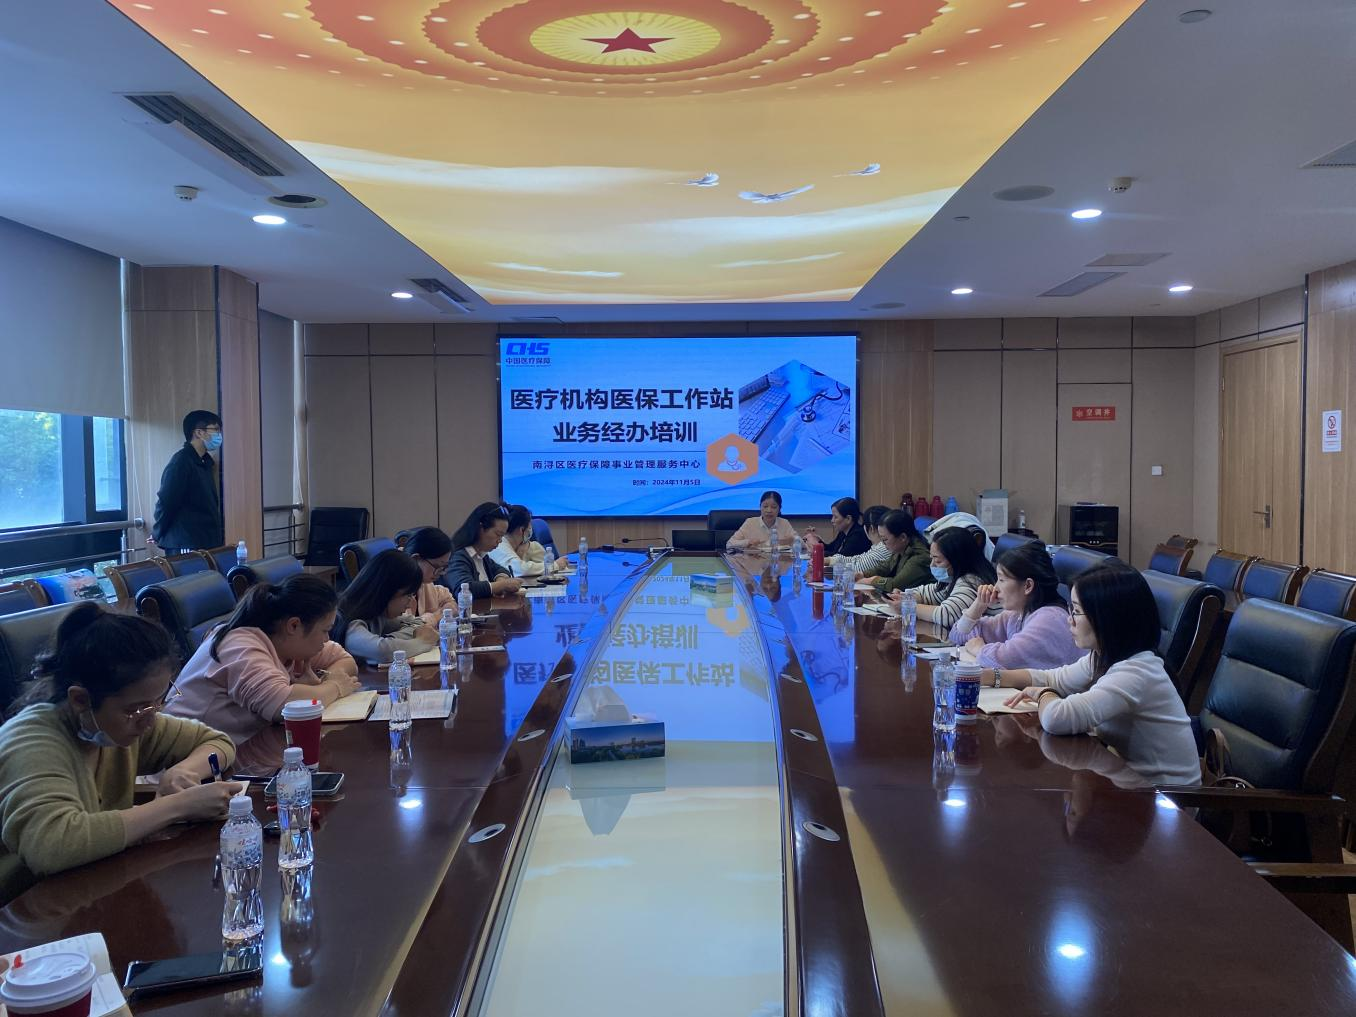 CHS
中国医疗保障
医疗机构医保工作站
业务经办培训
南浔区医疗保障事业管理服务中心
时间：2024年11月5日
空调井